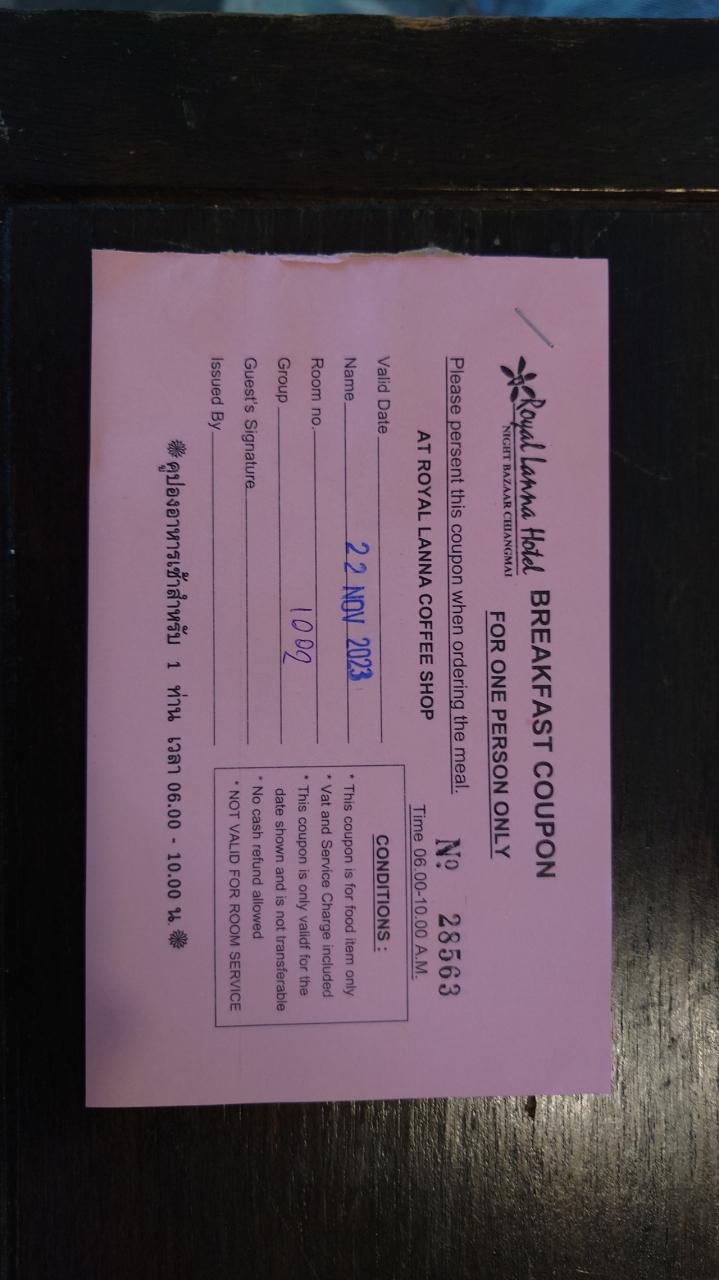 Royal Lanna Hotel
NIGHT BAZAAR CHIANGMAI
BREAKFAST COUPON
FOR ONE PERSON ONLY
Please persent this coupon when ordering the meal.
No. 28563
AT ROYAL LANNA COFFEE SHOP
Time 06.00-10.00 A.M.
Valid Date
Name 22 NOV 2023
Room no. 1009
Group
Guest's Signature
Issued By
CONDITIONS :
* This coupon is for food item only
* Vat and Service Charge included
* This coupon is only validf for the
date shown and is not transferable
* No cash refund allowed
* NOT VALID FOR ROOM SERVICE
คูปองอาหารเช้าสำหรับ 1 ท่าน เวลา 06.00 - 10.00 น.